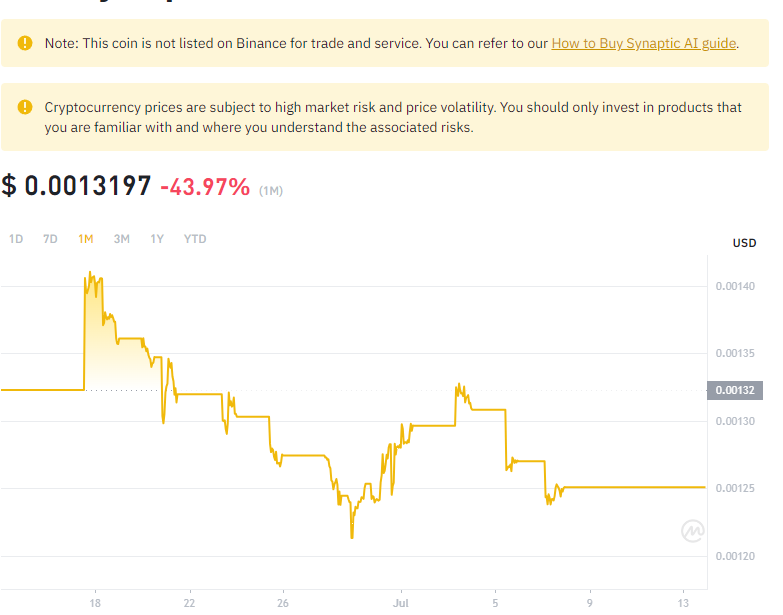 Note: This coin is not listed on Binance for trade and service. You can refer to our How to Buy Synaptic AI guide.
Cryptocurrency prices are subject to high market risk and price volatility. You should only invest in products that
you are familiar with and where you understand the associated risks.
$ 0.0013197 -43.97% (1M)
1D 7D 1M 3M 1Y YTD
USD
0.00140
0.00135
0.00132
0.00130
0.00125
0.00120
18 22 26 Jul 5 9 13